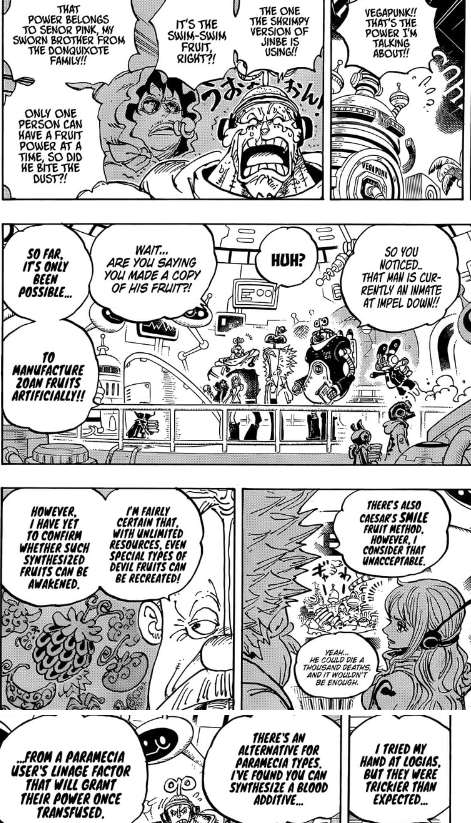 VEGAPUNK!!
THAT'S THE
POWER I'M
TALKING
ABOUT!!
VEGAPUNK
THE ONE
THE SHRIMPY
VERSION OF
JINBE IS
USING!!
IT'S THE
SWIM-SWIM
FRUIT,
RIGHT?!
THAT
POWER BELONGS
TO SENOR PINK, MY
SWORN BROTHER FROM
THE DONQUIXOTE
FAMILY!!
ONLY ONE
PERSON CAN
HAVE A FRUIT
POWER AT A
TIME, SO DID
HE BITE THE
DUST?!
SO YOU
NOTICED..
THAT MAN IS CUR-
RENTLY AN INMATE
AT IMPEL DOWN!!
HUH?
WAIT...
ARE YOU SAYING
YOU MADE A COPY
OF HIS FRUIT?!
SO FAR,
IT'S ONLY
BEEN
POSSIBLE...
TO
MANUFACTURE
ZOAN FRUITS
ARTIFICIALLY!!
THERE'S ALSO
CAESAR'S SMILE
FRUIT METHOD.
HOWEVER, I
CONSIDER THAT
UNACCEPTABLE.
YEAH...
HE COULD DIE A
THOUSAND DEATHS,
AND IT WOULDN'T
BE ENOUGH.
I'M FAIRLY
CERTAIN THAT,
WITH UNLIMITED
RESOURCES, EVEN
SPECIAL TYPES OF
DEVIL FRUITS CAN
BE RECREATED!
HOWEVER,
I HAVE YET
TO CONFIRM
WHETHER SUCH
SYNTHESIZED
FRUITS CAN BE
AWAKENED.
I TRIED MY
HAND AT LOGIAS,
BUT THEY WERE
TRICKIER THAN
EXPECTED...
THERE'S AN
ALTERNATIVE FOR
PARAMECIA TYPES.
I'VE FOUND YOU CAN
SYNTHESIZE A BLOOD
ADDITIVE...
...FROM A PARAMECIA
USER'S LINAGE FACTOR
THAT WILL GRANT
THEIR POWER ONCE
TRANSFUSED.